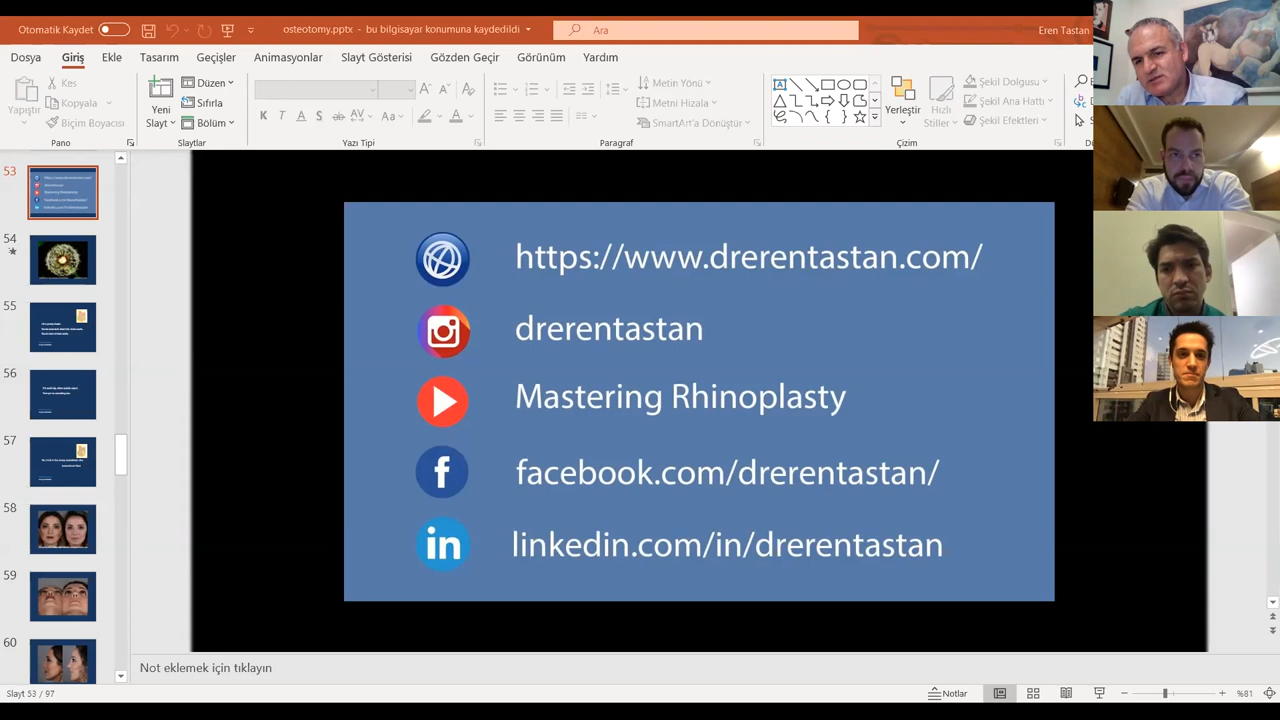 Otomatik Kaydet
osteotomy.pptx - bu bilgisayar konumuna kaydedildi
Ara
Eren Tastan
Dosya Giriş Ekle Tasarım Geçişler Animasyonlar Slayt Gösterisi Gözden Geçir Görünüm Yardım
Yapıştır
Kes
Kopyala
Biçim Boyacısı
Yeni
Slayt
Düzen
Sıfırla
Bölüm
Metin Yönü
Metni Hizala
SmartArt'a Dönüştür
Yerleştir
Hızlı
Stiller
Şekil Dolgusu
Şekil Ana Hattı
Şekil Efektleri
Pano Slaytlar Yazı Tipi Paragraf Çizim
53
54
55
56
57
58
59
60
https://www.drerentastan.com/
drerentastan
Mastering Rhinoplasty
facebook.com/drerentastan/
linkedin.com/in/drerentastan
Not eklemek için tıklayın
Slayt 53 / 97
Notlar
%81